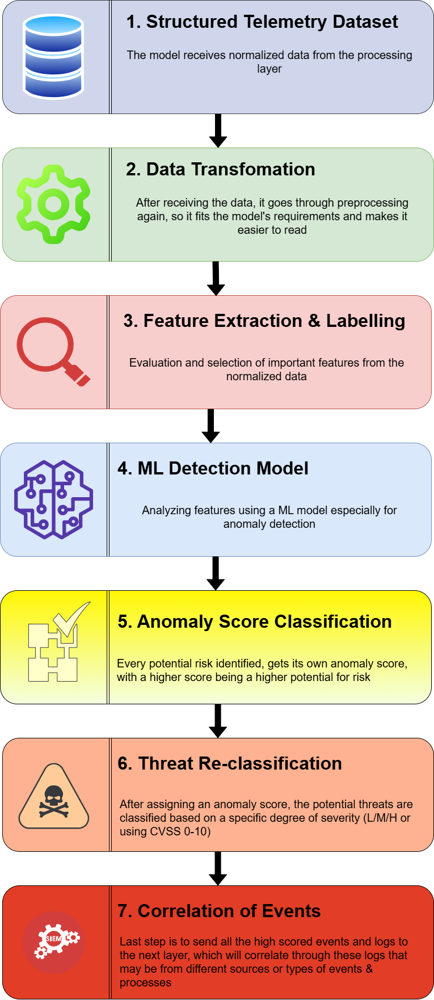 1. Structured Telemetry Dataset
The model receives normalized data from the processing
layer
2. Data Transfomation
After receiving the data, it goes through preprocessing
again, so it fits the model's requirements and makes it
easier to read
3. Feature Extraction & Labelling
Evaluation and selection of important features from the
normalized data
4. ML Detection Model
Analyzing features using a ML model especially for
anomaly detection
5. Anomaly Score Classification
Every potential risk identified, gets its own anomaly score,
with a higher score being a higher potential for risk
6. Threat Re-classification
After assigning an anomaly score, the potential threats are
classified based on a specific degree of severity (L/M/H or
using CVSS 0-10)
7. Correlation of Events
SIEM
Last step is to send all the high scored events and logs to
the next layer, which will correlate through these logs that
may be from different sources or types of events &
processes